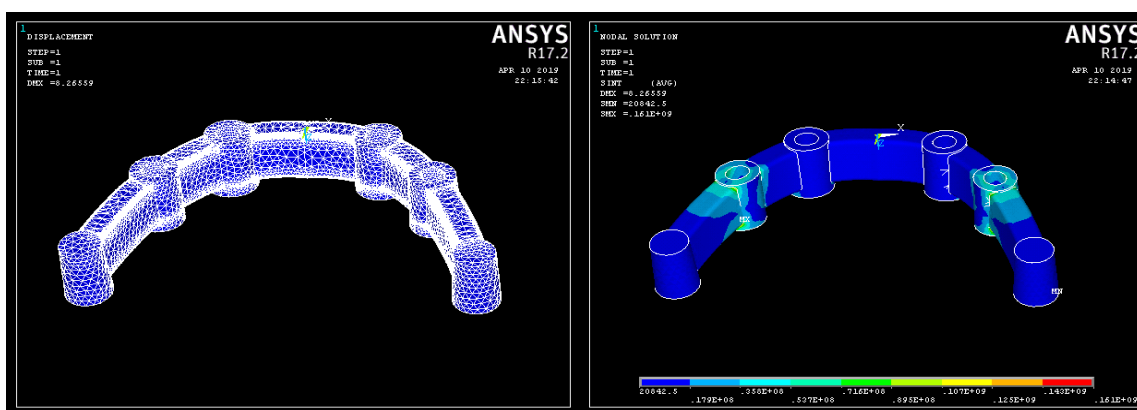 1
DISPLACEMENT
STEP=1
SUB =1
TIME=1
DMX =8.26559
ANSYS
R17.2
APR 10 2019
22:15:42
X
Z
1
NODAL SOLUTION
STEP=1
SUB =1
TIME=1
SINT (AVG)
DMX =8.26559
SMN =20842.5
SMX =.161E+09
ANSYS
R17.2
APR 10 2019
22:14:47
X
Z
MX
MN
20842.5 .358E+08 .716E+08 .107E+09 .143E+09
.179E+08 .537E+08 .895E+08 .125E+09 .161E+09